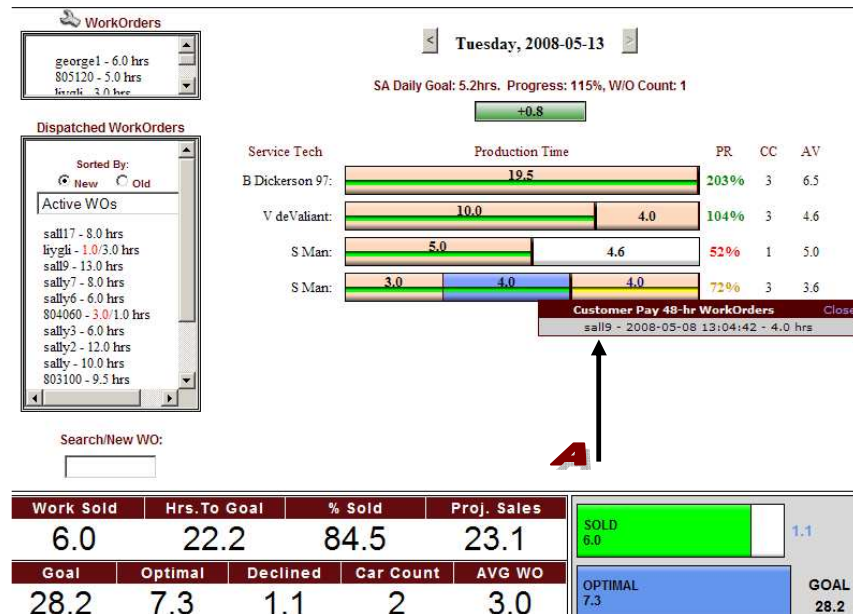 WorkOrders
george1 - 6.0 hrs
805120 - 5.0 hrs
liygli 3.0 hrs
Dispatched WorkOrders
Sorted By:
New Old
Active WOs
sall17 - 8.0 hrs
liygli - 1.0/3.0 hrs
sall9 - 13.0 hrs
sally7 - 8.0 hrs
sally6 - 6.0 hrs
804060 - 3.0/1.0 hrs
sally3 - 6.0 hrs
sally2 - 12.0 hrs
sally - 10.0 hrs
803100 - 9.5 hrs
Search/New WO:
< Tuesday, 2008-05-13 >
SA Daily Goal: 5.2hrs. Progress: 115%, W/O Count: 1
+0.8
Service Tech Production Time PR CC AV
B Dickerson 97: 19.5 203% 3 6.5
V deValiant: 10.0 4.0 104% 3 4.6
S Man: 5.0 4.6 52% 1 5.0
S Man: 3.0 4.0 4.0 72% 3 3.6
Customer Pay 48-hr WorkOrders Close
sall9 - 2008-05-08 13:04:42 - 4.0 hrs
A
Work Sold Hrs.To Goal % Sold Proj. Sales
6.0 22.2 84.5 23.1
Goal Optimal Declined Car Count AVG WO
28.2 7.3 1.1 2 3.0
SOLD
6.0
1.1
OPTIMAL
7.3
GOAL
28.2